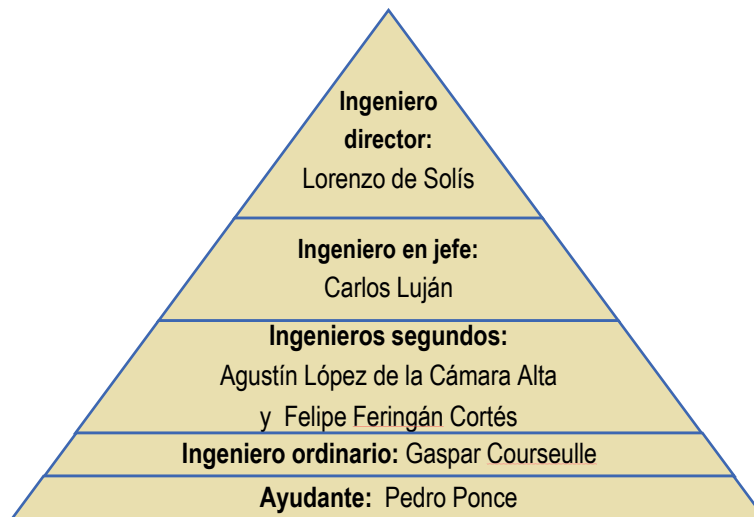 Ingeniero
director:
Lorenzo de Solís
Ingeniero en jefe:
Carlos Luján
Ingenieros segundos:
Agustín López de la Cámara Alta
y Felipe Feringán Cortés
Ingeniero ordinario: Gaspar Courseulle
Ayudante: Pedro Ponce